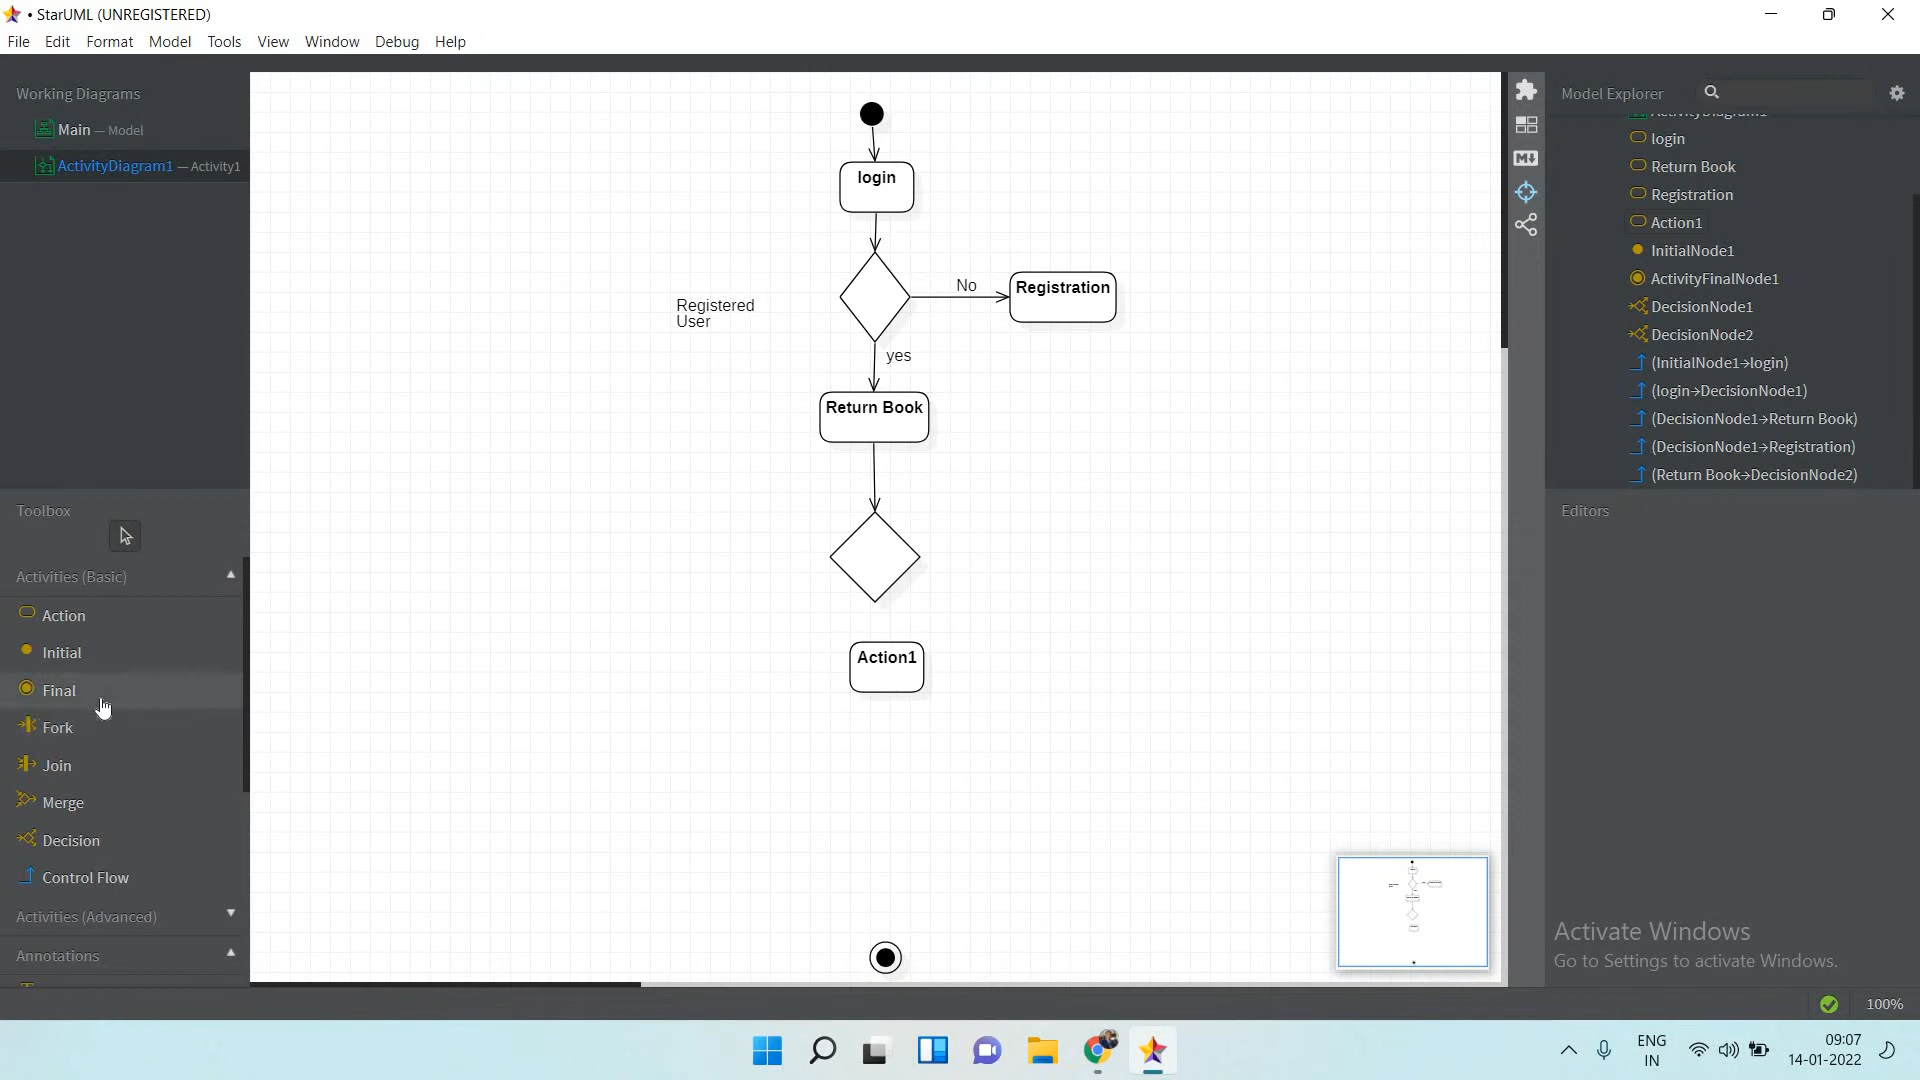 • StarUML (UNREGISTERED)
File Edit Format Model Tools View Window Debug Help
Working Diagrams
Main — Model
ActivityDiagram1 — Activity1
Toolbox
Activities (Basic)
Action
Initial
Final
Fork
Join
Merge
Decision
Control Flow
Activities (Advanced)
Annotations
login
No
Registration
Registered
User
yes
Return Book
Action1
Model Explorer
ActivityDiagram1
login
Return Book
Registration
Action1
InitialNode1
ActivityFinalNode1
DecisionNode1
DecisionNode2
(InitialNode1→login)
(login→DecisionNode1)
(DecisionNode1→Return Book)
(DecisionNode1→Registration)
(Return Book→DecisionNode2)
Editors
Activate Windows
Go to Settings to activate Windows.
100%
ENG
IN
09:07
14-01-2022